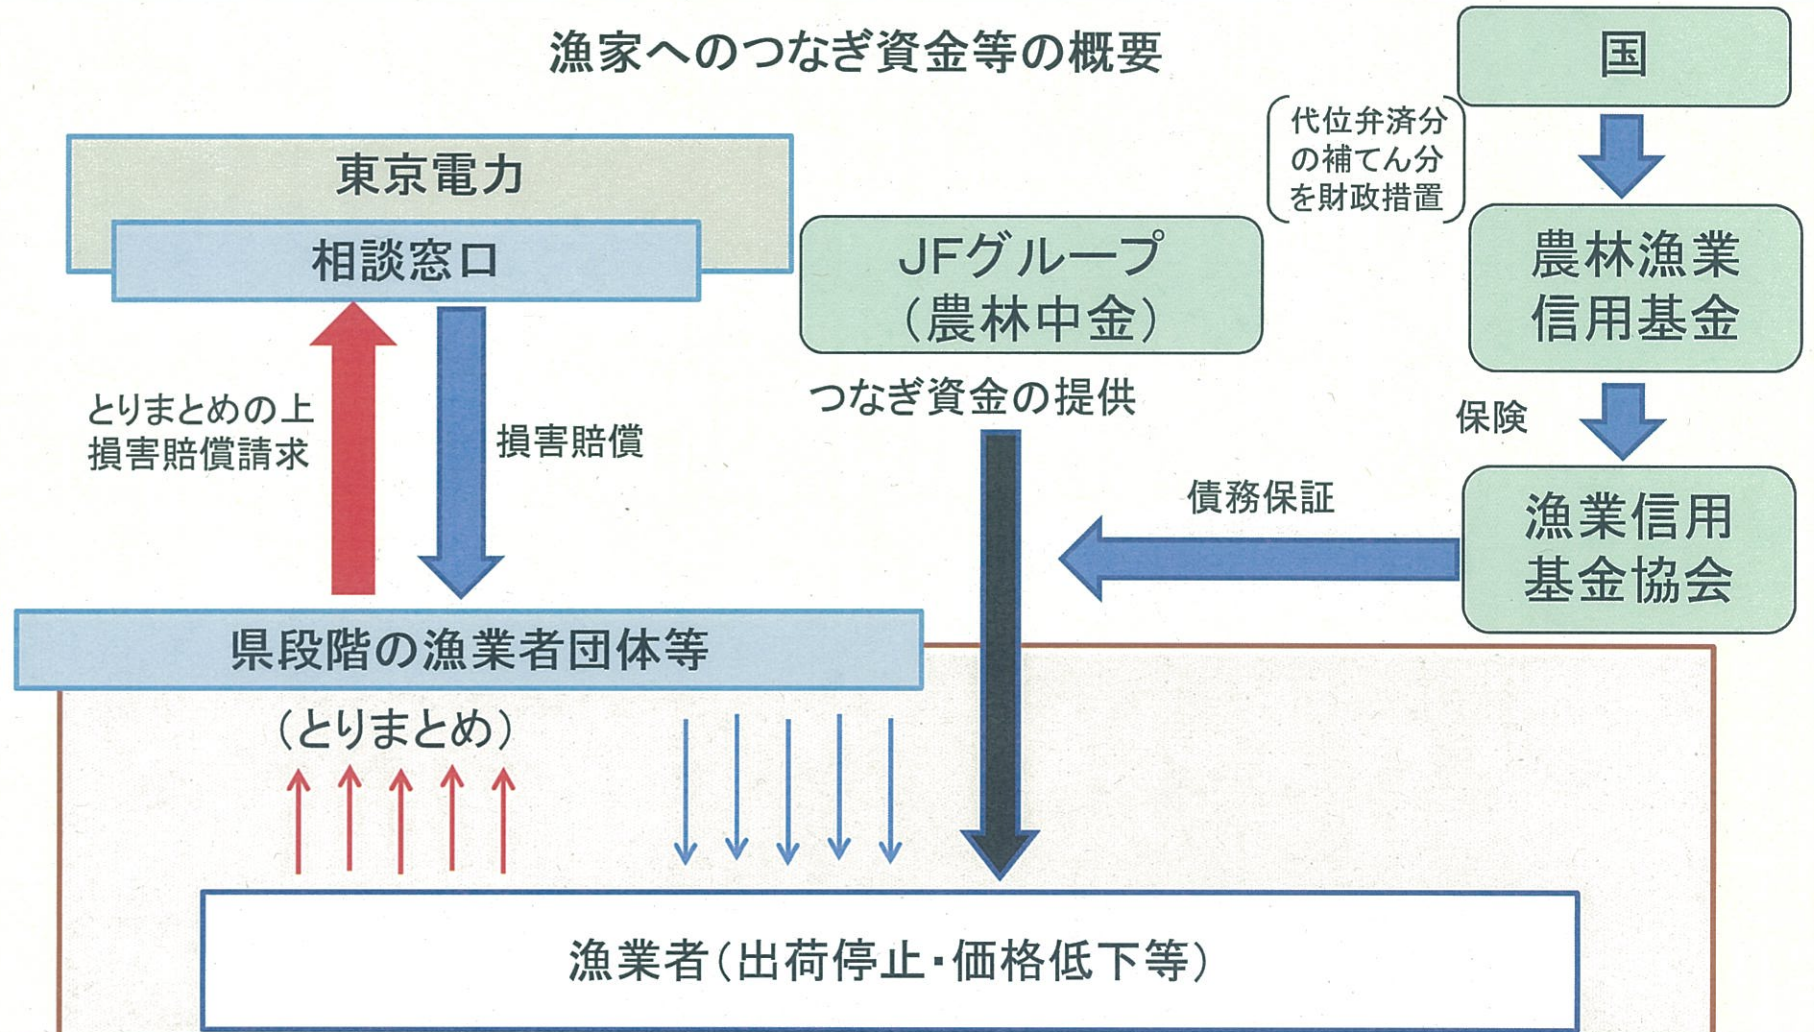 漁家へのつなぎ資金等の概要
国
代位弁済分
の補てん分
を財政措置
東京電力
相談窓口
JFグループ
（農林中金）
農林漁業
信用基金
つなぎ資金の提供
保険
とりまとめの上
損害賠償請求
損害賠償
債務保証
漁業信用
基金協会
県段階の漁業者団体等
（とりまとめ）
漁業者（出荷停止・価格低下等）